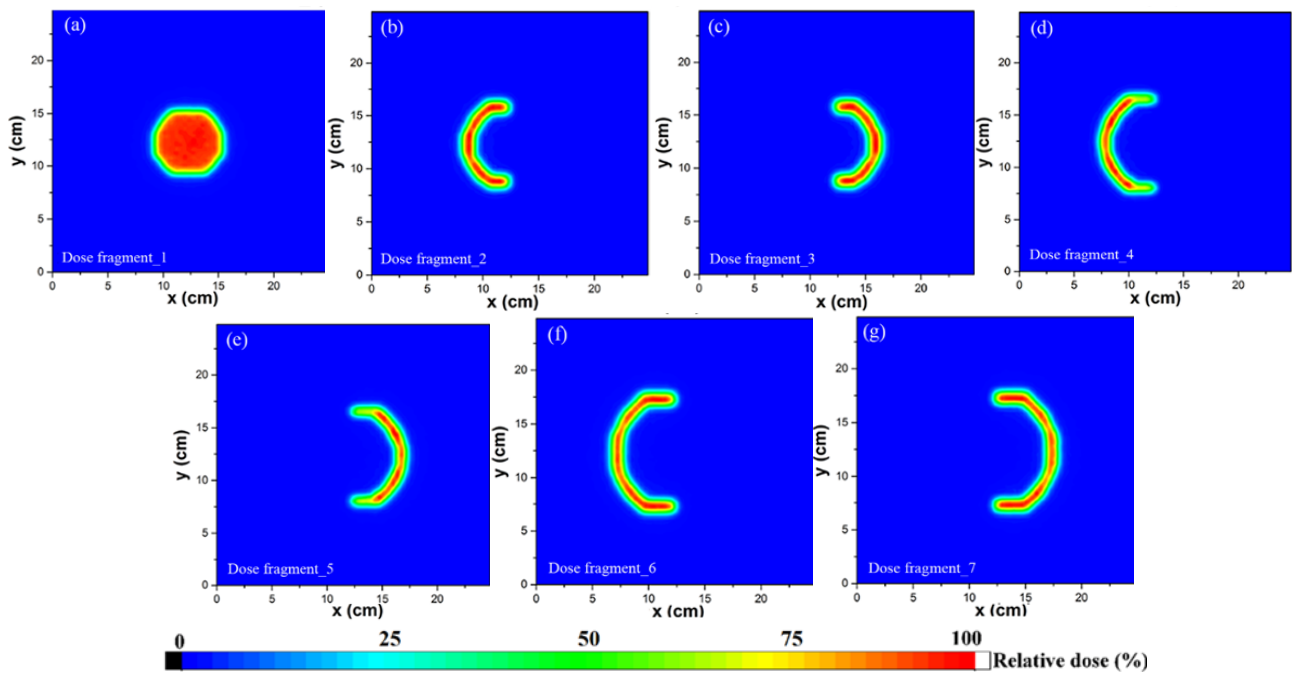 (a)
y (cm)
20
15
10
5
0
Dose fragment_1
0 5 10 15 20
x (cm)
(b)
y (cm)
20
15
10
5
0
Dose fragment_2
0 5 10 15 20
x (cm)
(c)
y (cm)
20
15
10
5
0
Dose fragment_3
0 5 10 15 20
x (cm)
(d)
y (cm)
20
15
10
5
0
Dose fragment_4
0 5 10 15 20
x (cm)
(e)
y (cm)
20
15
10
5
0
Dose fragment_5
0 5 10 15 20
x (cm)
(f)
y (cm)
20
15
10
5
0
Dose fragment_6
0 5 10 15 20
x (cm)
(g)
y (cm)
20
15
10
5
0
Dose fragment_7
0 5 10 15 20
x (cm)
0 25 50 75 100
Relative dose (%)